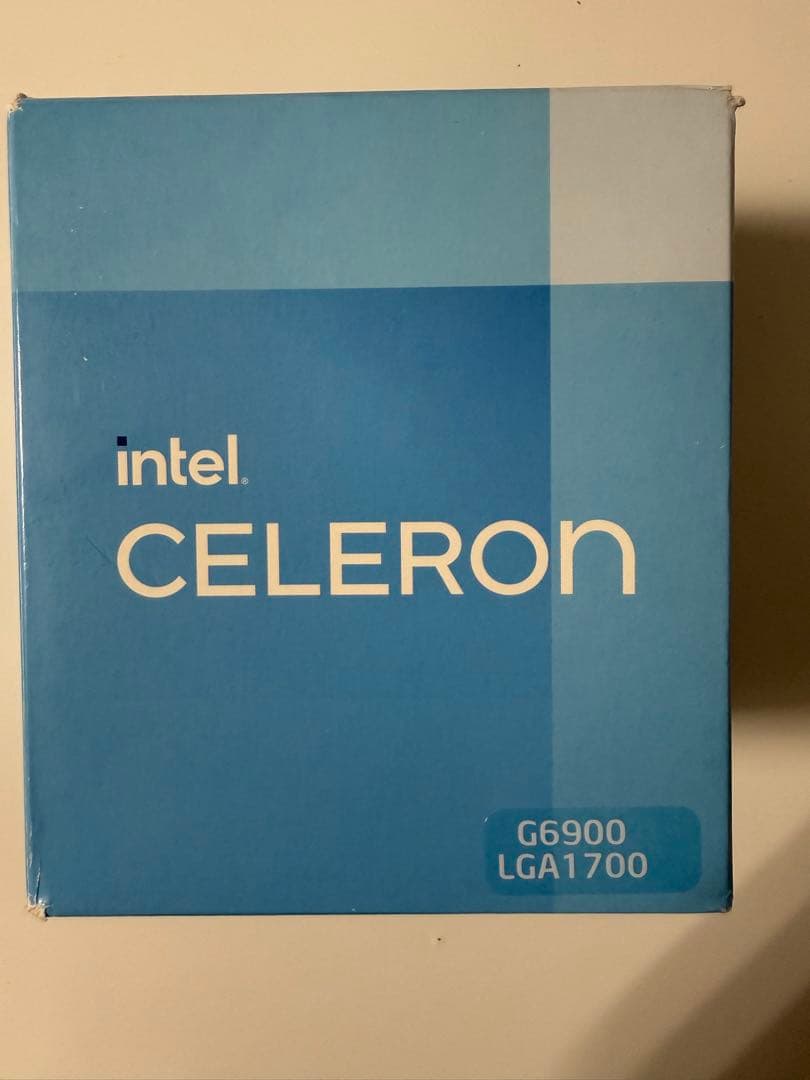 intel®
CELERON
G6900
LGA1700